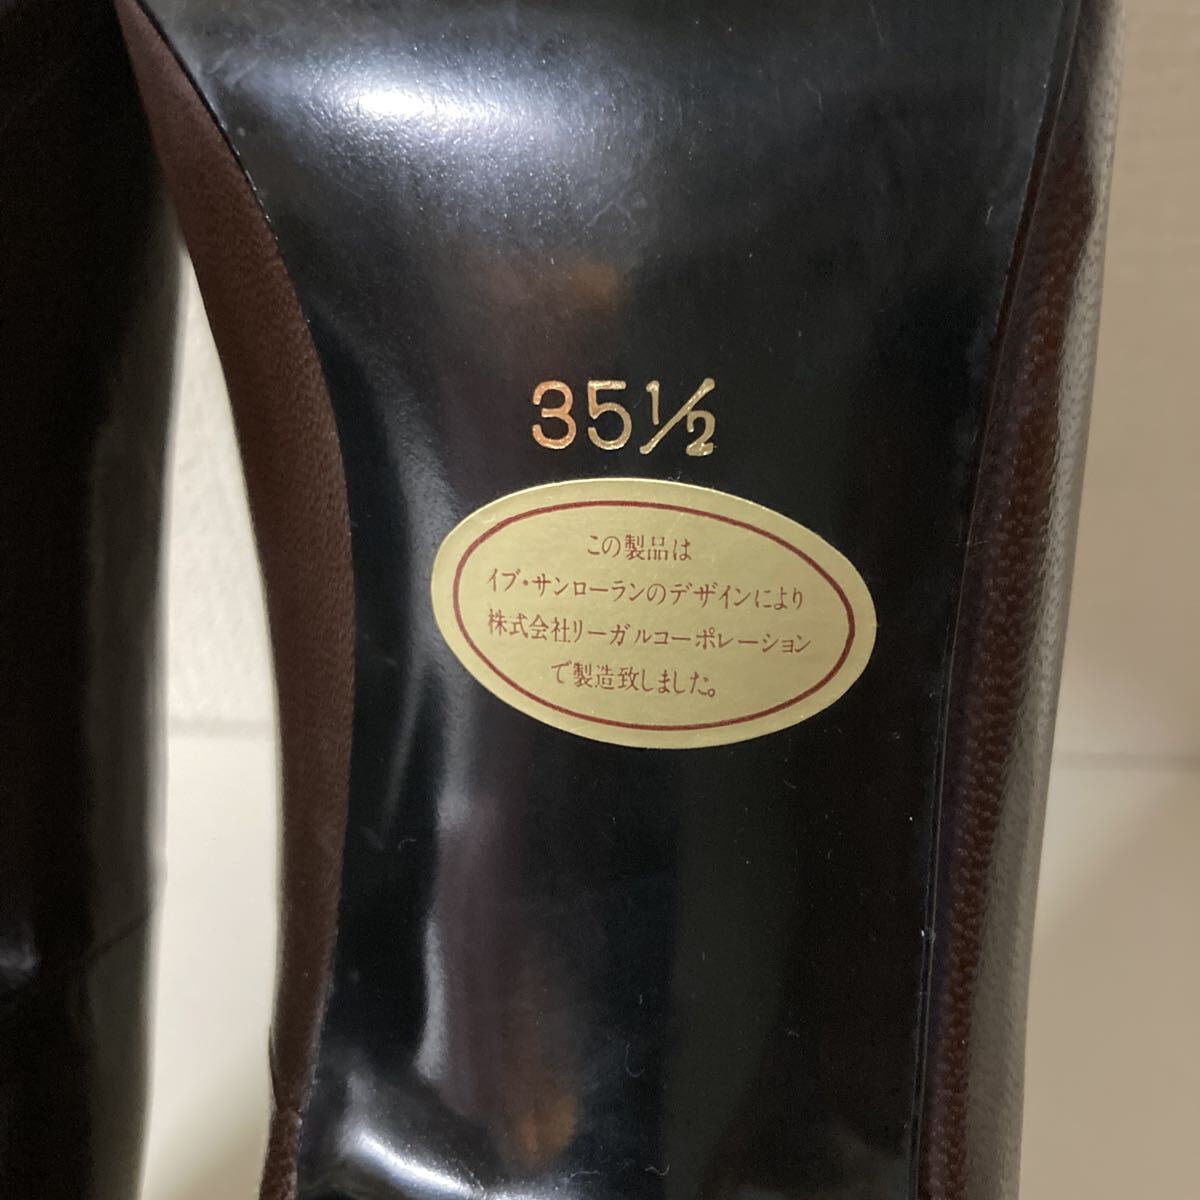 35½
この製品は
イブ・サンローランのデザインにより
株式会社リーガルコーポレーション
で製造致しました。